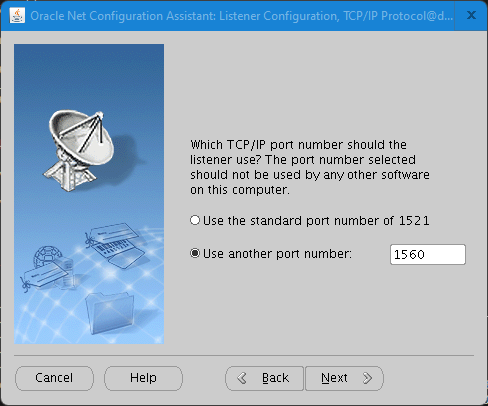 Oracle Net Configuration Assistant: Listener Configuration, TCP/IP Protocol@d...
Which TCP/IP port number should the
listener use? The port number selected
should not be used by any other software
on this computer.
Use the standard port number of 1521
Use another port number: 1560
Cancel Help Back Next